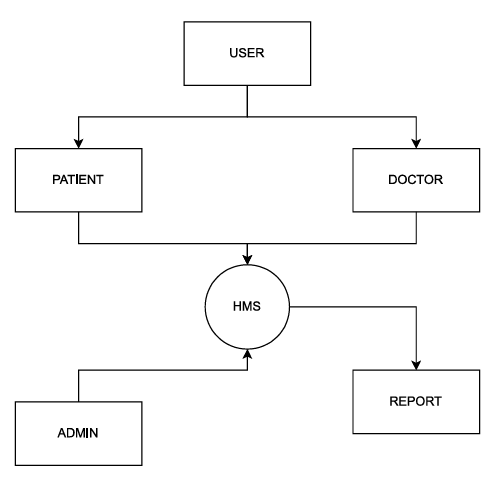 USER
PATIENT
DOCTOR
HMS
REPORT
ADMIN